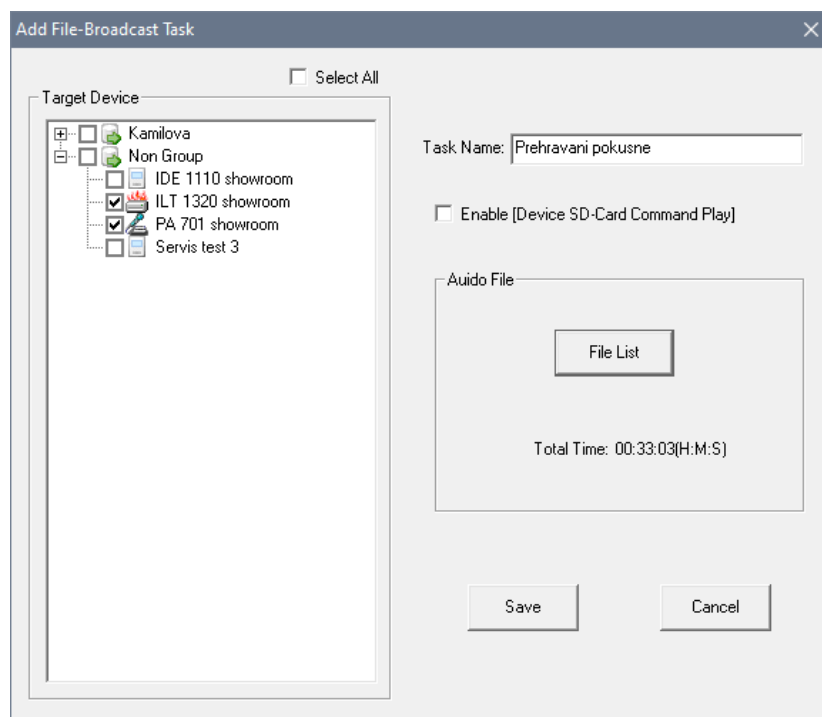 Add File-Broadcast Task
Select All
Target Device
Kamilova
Non Group
IDE 1110 showroom
ILT 1320 showroom
PA 701 showroom
Servis test 3
Task Name: Prehravani pokusne
Enable [Device SD-Card Command Play]
Auido File
File List
Total Time: 00:33:03(H:M:S)
Save
Cancel